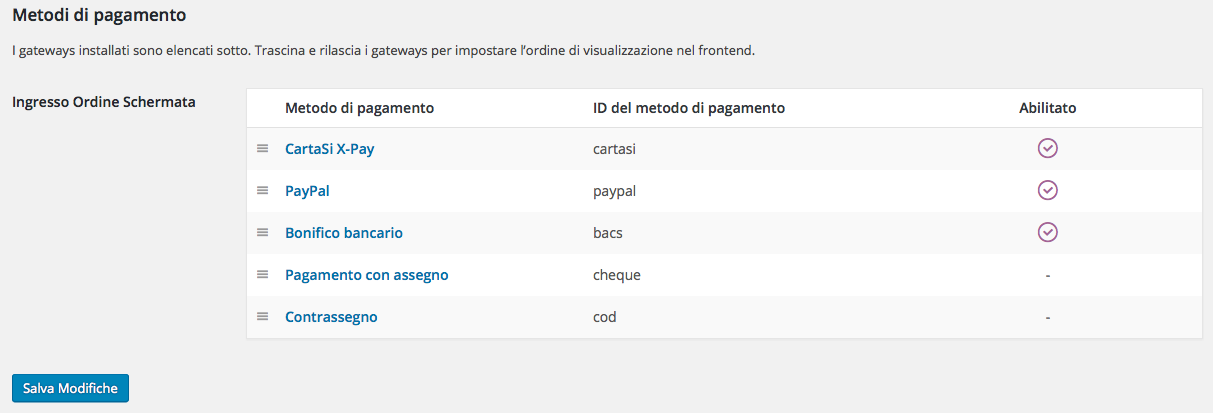 Metodi di pagamento
I gateways installati sono elencati sotto. Trascina e rilascia i gateways per impostare l’ordine di visualizzazione nel frontend.
Ingresso Ordine Schermata
Metodo di pagamento ID del metodo di pagamento Abilitato
CartaSi X-Pay cartasi
PayPal paypal
Bonifico bancario bacs
Pagamento con assegno cheque -
Contrassegno cod -
Salva Modifiche